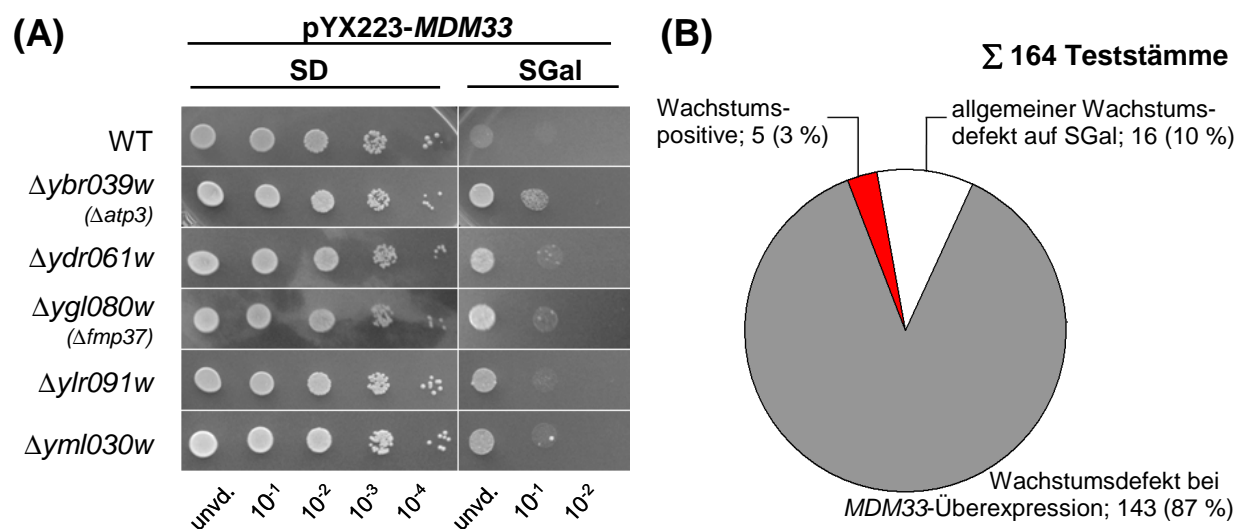 (A)
pYX223-MDM33
SD SGal
WT
Δybr039w
(Δatp3)
Δydr061w
Δygl080w
(Δfmp37)
Δylr091w
Δyml030w
unvd. 10⁻¹ 10⁻² 10⁻³ 10⁻⁴ unvd. 10⁻¹ 10⁻²
(B)
Σ 164 Teststämme
Wachstums-
positive; 5 (3 %)
allgemeiner Wachstums-
defekt auf SGal; 16 (10 %)
Wachstumsdefekt bei
MDM33-Überexpression; 143 (87 %)